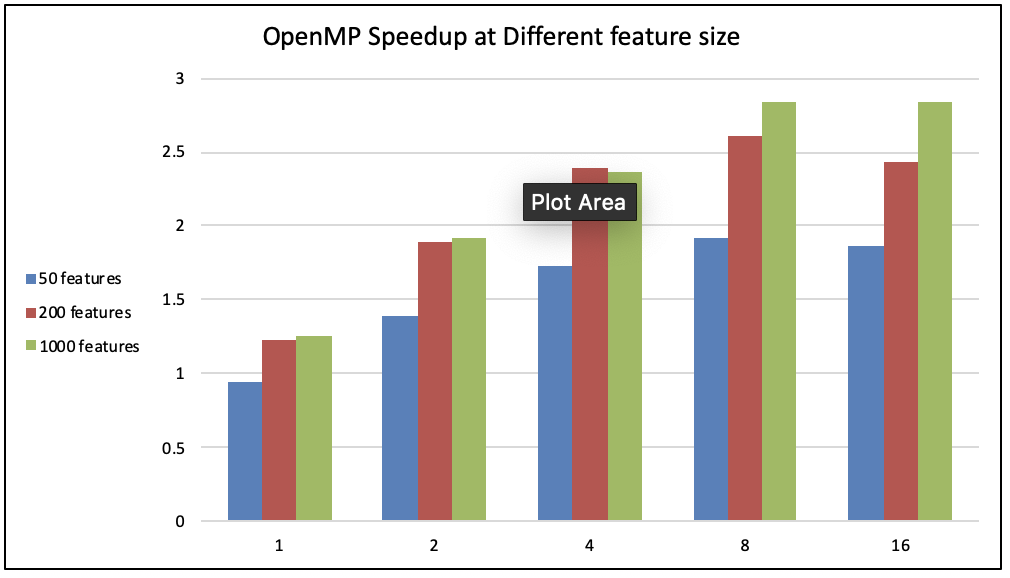 OpenMP Speedup at Different feature size
3
2.5
2
1.5
1
0.5
0
Plot Area
50 features
200 features
1000 features
1 2 4 8 16